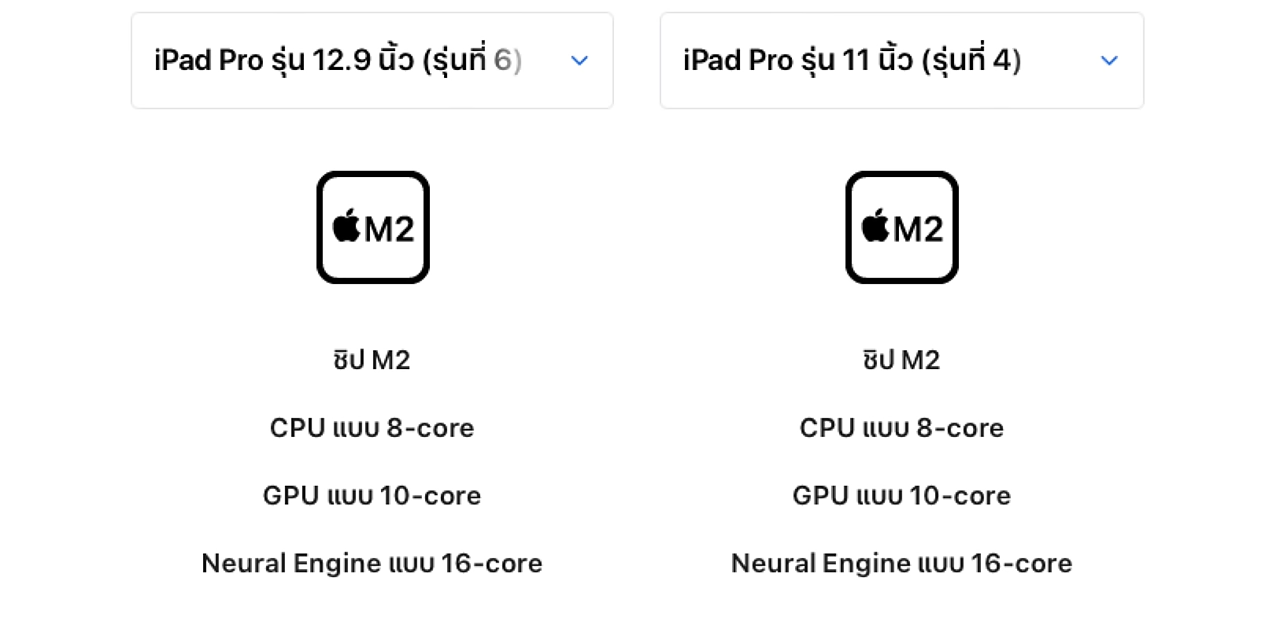 iPad Pro รุ่น 12.9 นิ้ว (รุ่นที่ 6)
iPad Pro รุ่น 11 นิ้ว (รุ่นที่ 4)
M2
M2
ชิป M2
ชิป M2
CPU แบบ 8-core
CPU แบบ 8-core
GPU แบบ 10-core
GPU แบบ 10-core
Neural Engine แบบ 16-core
Neural Engine แบบ 16-core